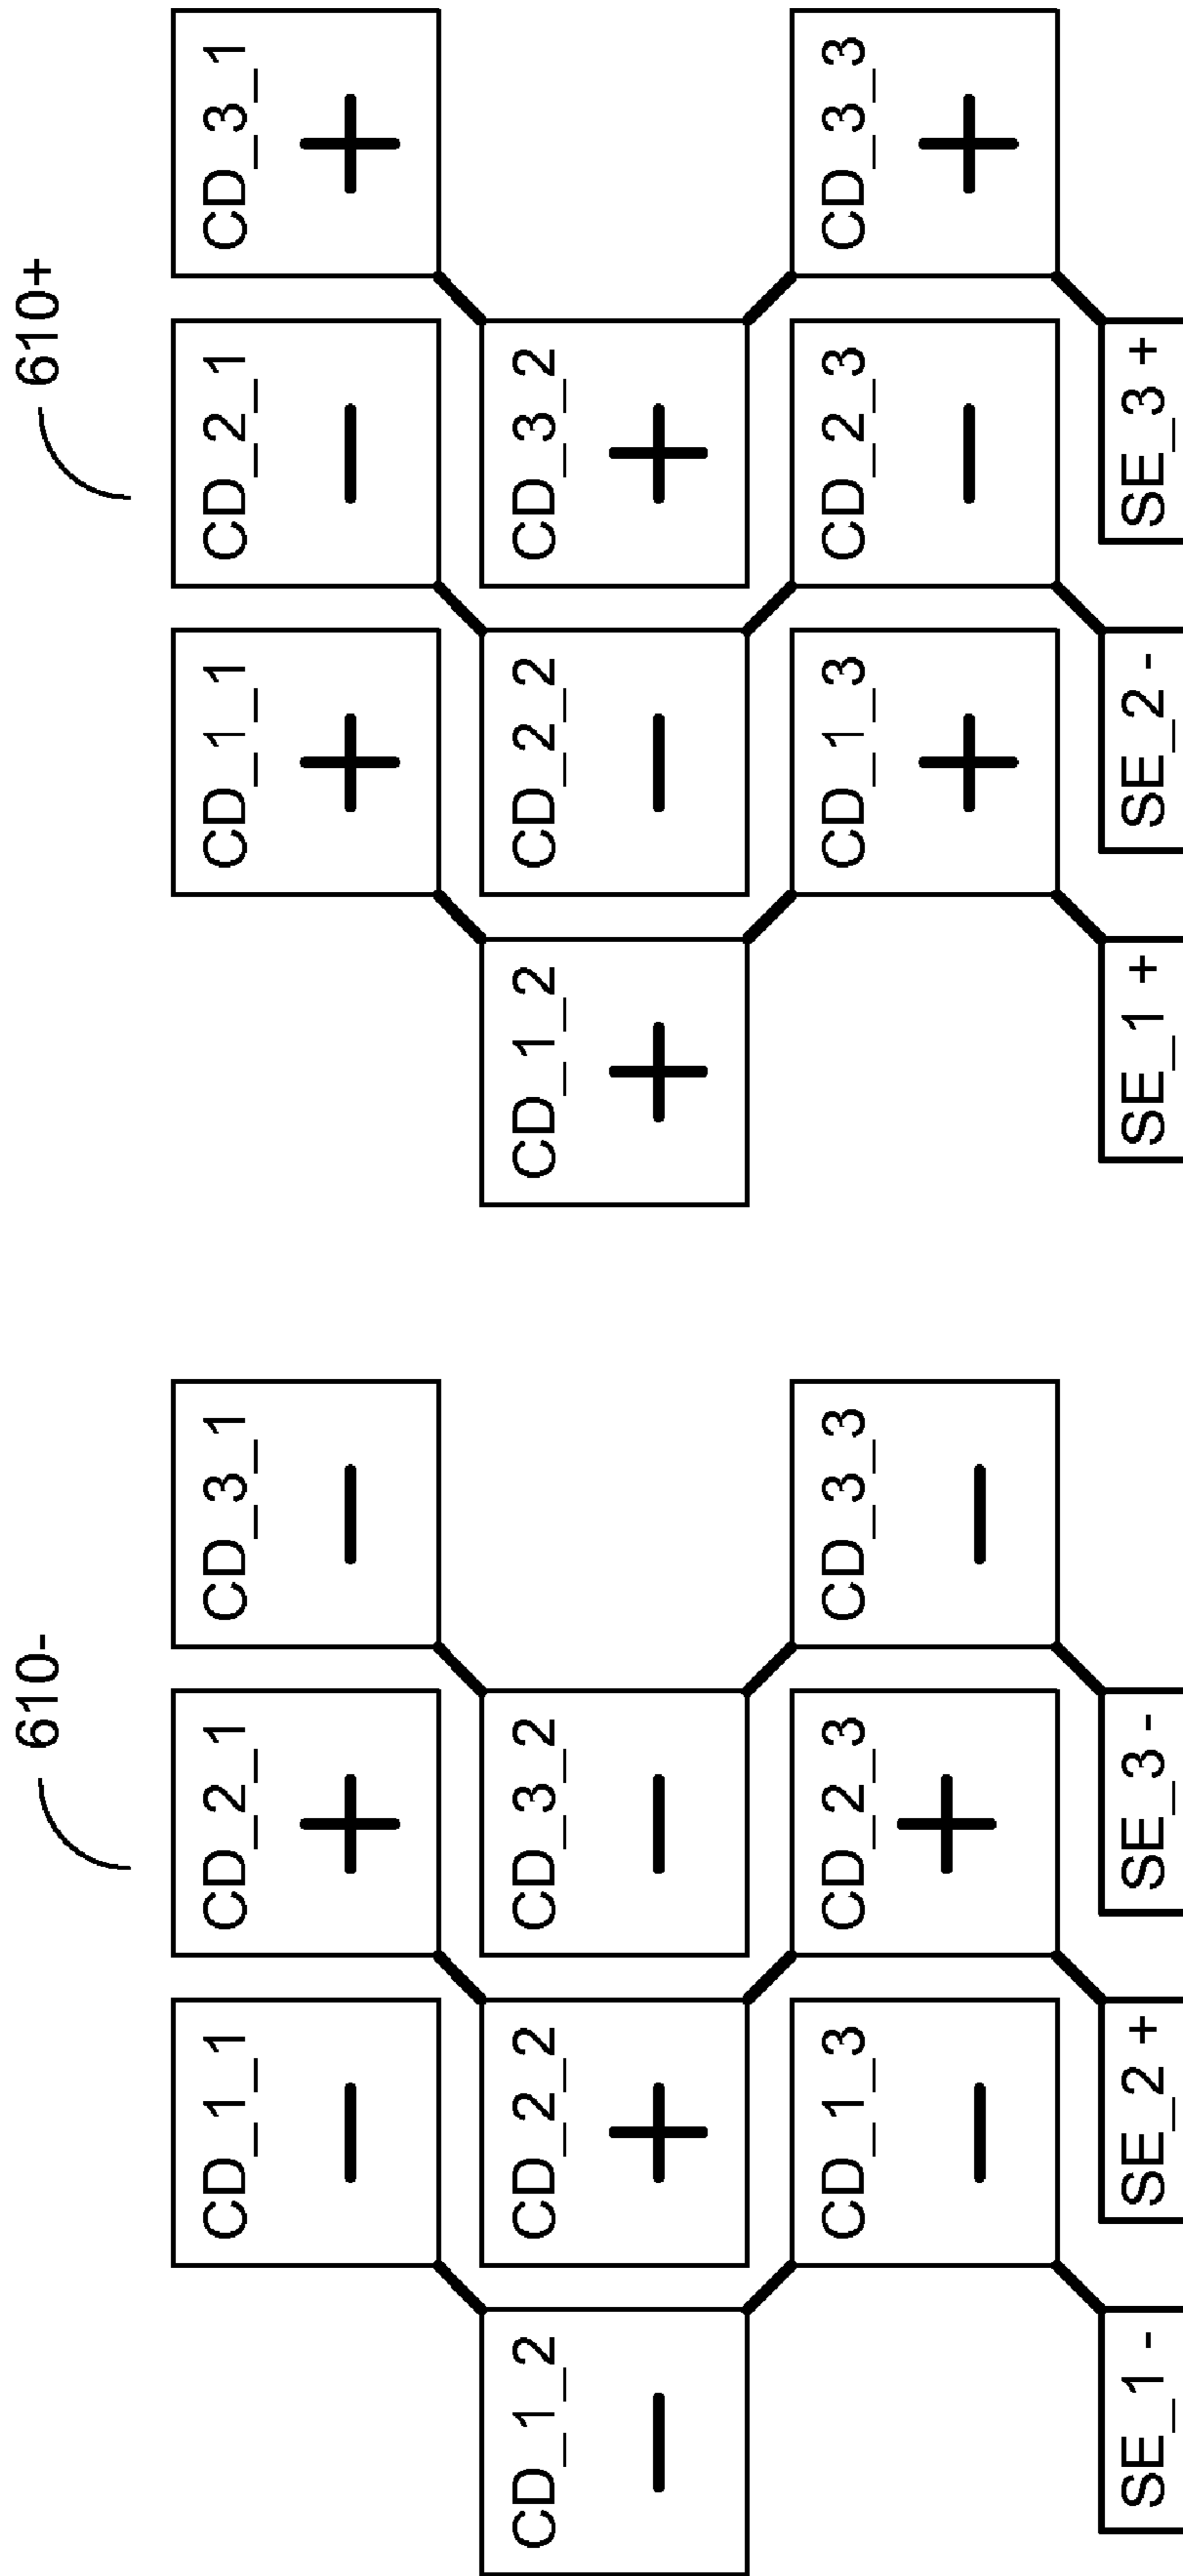 610-
CD_1_1 CD_2_1 CD_3_1
− + −
CD_1_2 CD_2_2 CD_3_2
− + −
CD_1_3 CD_2_3 CD_3_3
− + −
SE_1 - SE_2 + SE_3 -
610+
CD_1_1 CD_2_1 CD_3_1
+ − +
CD_1_2 CD_2_2 CD_3_2
+ − +
CD_1_3 CD_2_3 CD_3_3
+ − +
SE_1 + SE_2 - SE_3 +